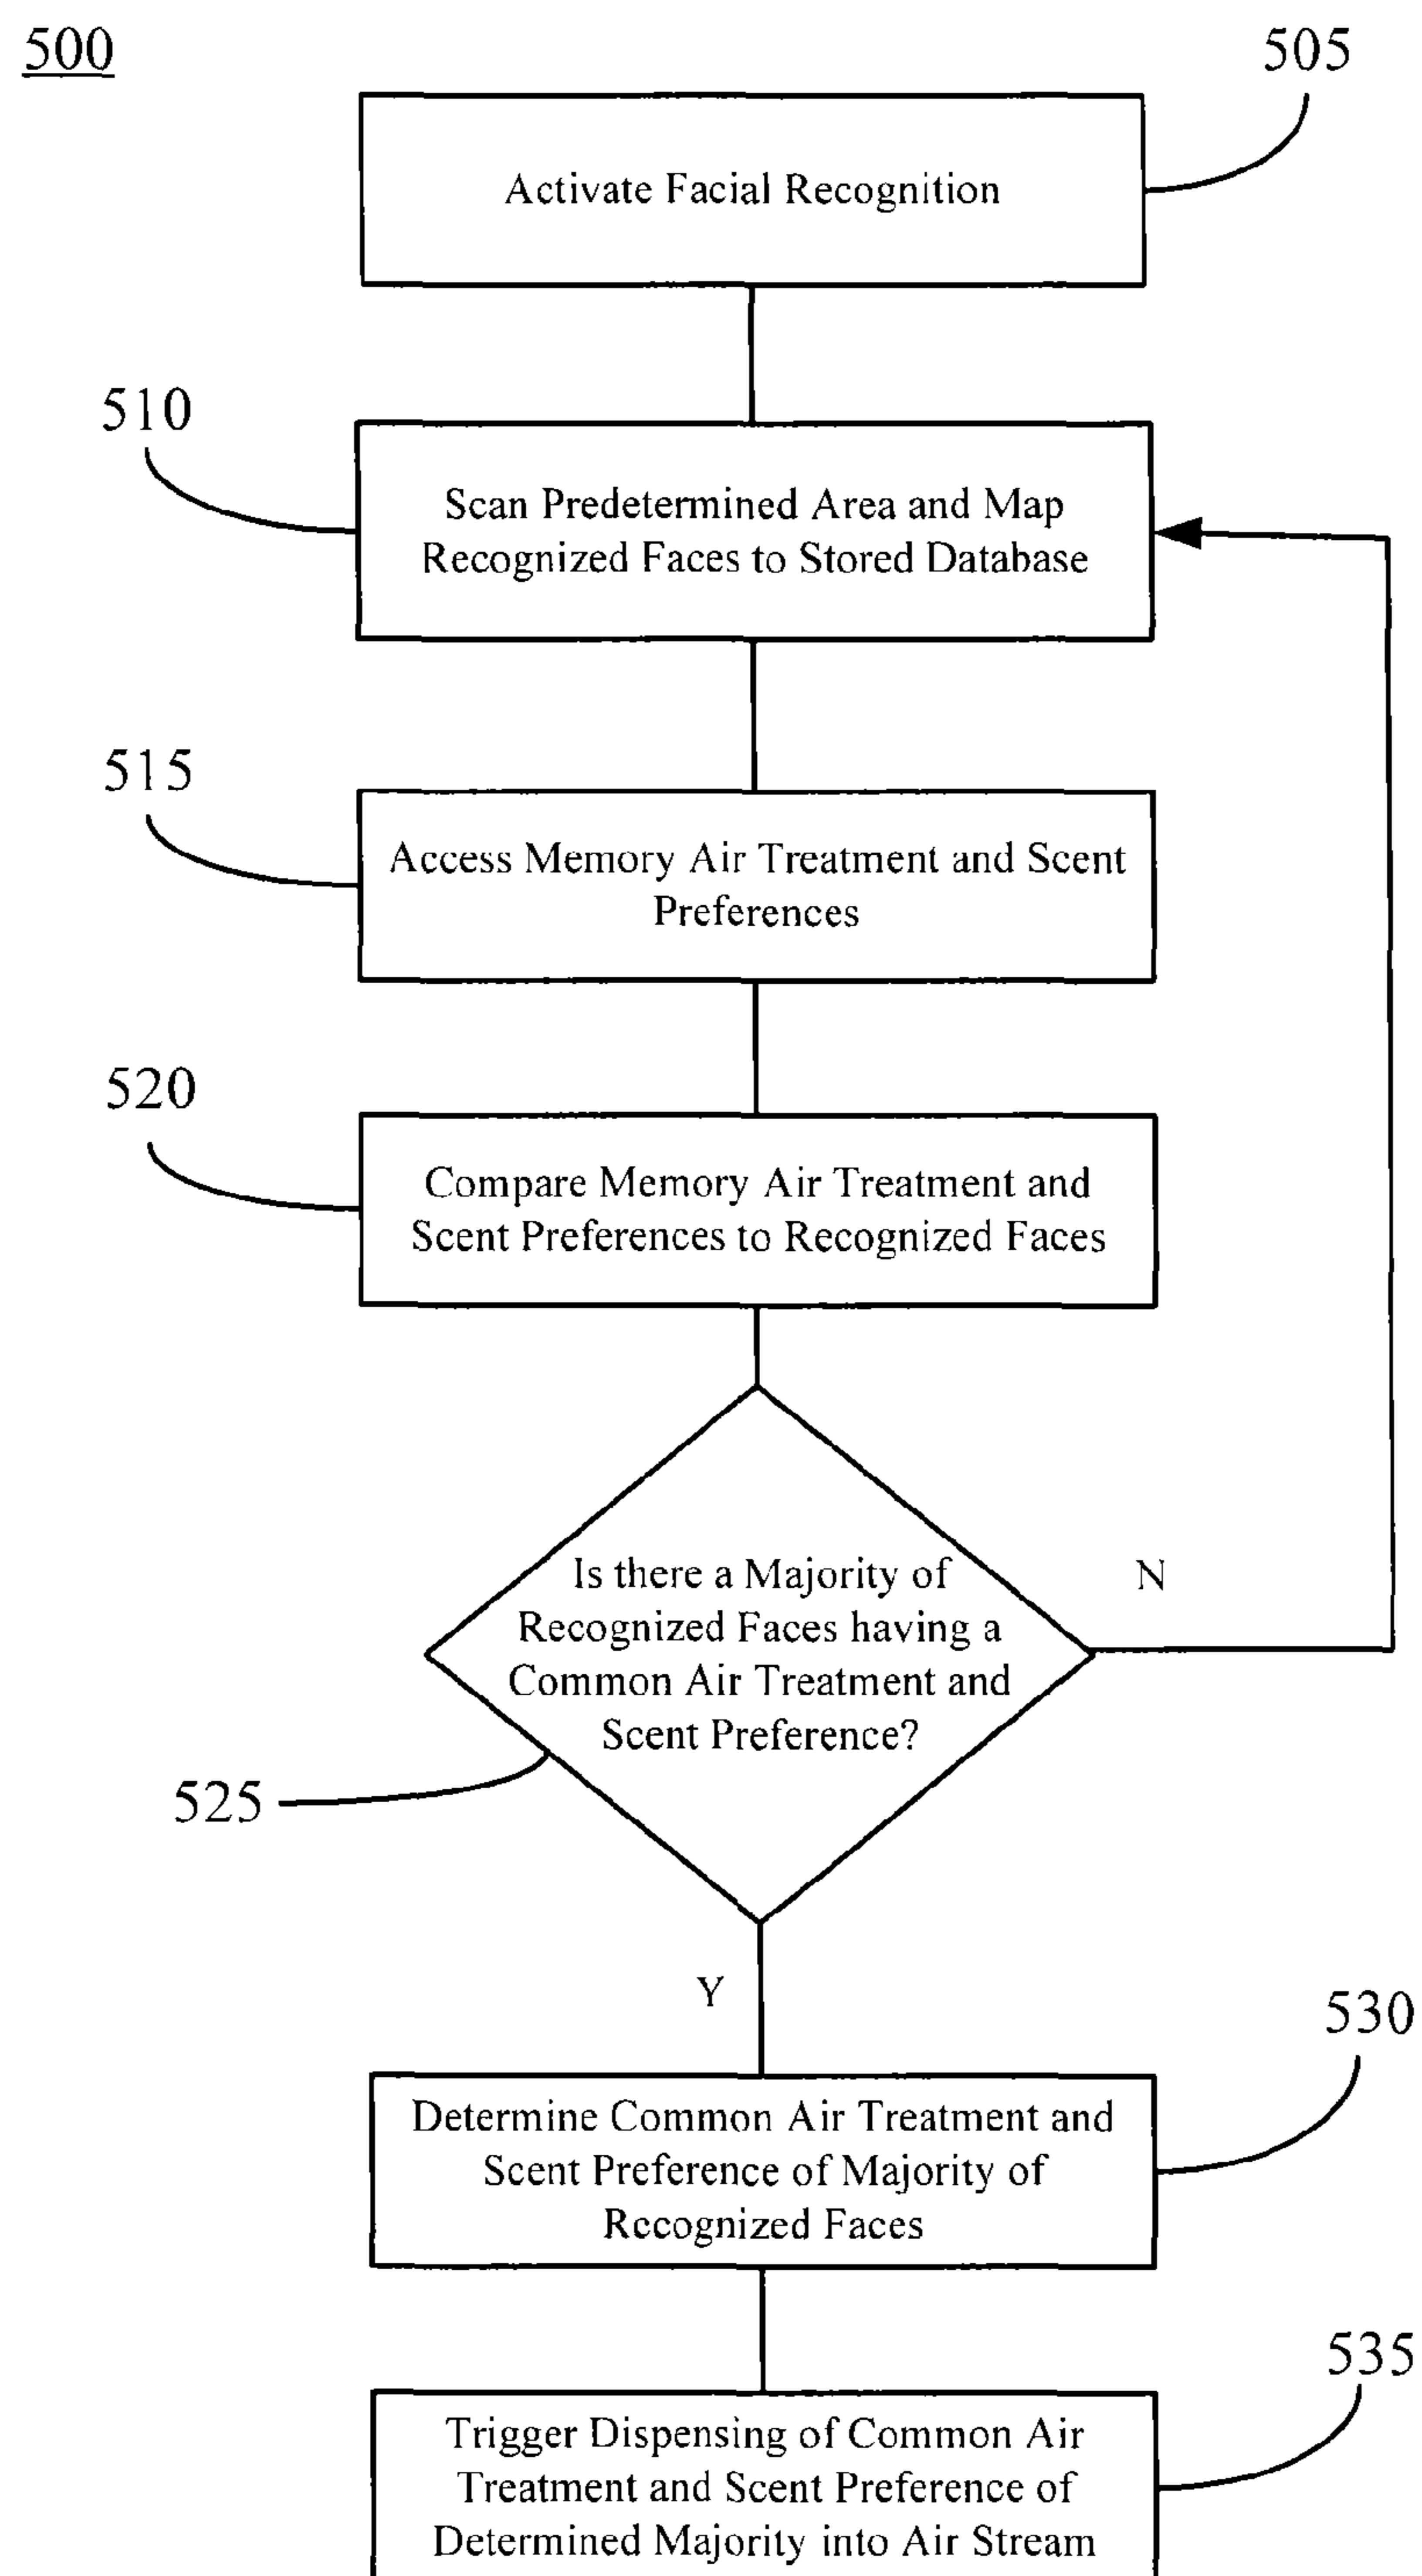 500
505
Activate Facial Recognition
510
Scan Predetermined Area and Map
Recognized Faces to Stored Database
515
Access Memory Air Treatment and Scent
Preferences
520
Compare Memory Air Treatment and
Scent Preferences to Recognized Faces
Is there a Majority of
Recognized Faces having a
Common Air Treatment and
Scent Preference?
N
525
Y
530
Determine Common Air Treatment and
Scent Preference of Majority of
Recognized Faces
535
Trigger Dispensing of Common Air
Treatment and Scent Preference of
Determined Majority into Air Stream